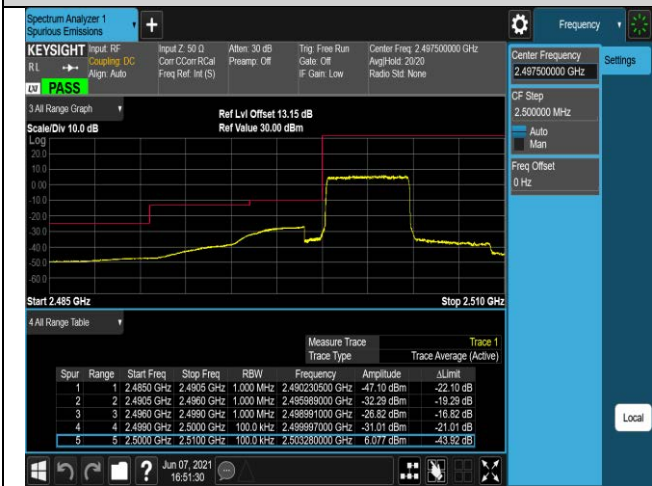 Spectrum Analyzer 1
Spurious Emissions
+
Frequency
KEYSIGHT Input: RF Input Z: 50 Ω Atten: 30 dB Trig: Free Run Center Freq: 2.497500000 GHz
RL Coupling: DC Corr CCorr RCal Preamp: Off Gate: Off Avg|Hold: 20/20
Align: Auto Freq Ref: Int (S) IF Gain: Low Radio Std: None
LXI PASS
Center Frequency
2.497500000 GHz
Settings
CF Step
2.500000 MHz
Auto
Man
Freq Offset
0 Hz
Local
3 All Range Graph
Ref Lvl Offset 13.15 dB
Scale/Div 10.0 dB Ref Value 30.00 dBm
Log
20.0
10.0
0.00
-10.0
-20.0
-30.0
-40.0
-50.0
-60.0
Start 2.485 GHz Stop 2.510 GHz
4 All Range Table
Measure Trace Trace 1
Trace Type Trace Average (Active)
Spur Range Start Freq Stop Freq RBW Frequency Amplitude ΔLimit
1 1 2.4850 GHz 2.4905 GHz 1.000 MHz 2.490230500 GHz -47.10 dBm -22.10 dB
2 2 2.4905 GHz 2.4960 GHz 1.000 MHz 2.495989000 GHz -32.29 dBm -19.29 dB
3 3 2.4960 GHz 2.4990 GHz 1.000 MHz 2.498991000 GHz -26.82 dBm -16.82 dB
4 4 2.4990 GHz 2.5000 GHz 100.0 kHz 2.499997000 GHz -31.01 dBm -21.01 dB
5 5 2.5000 GHz 2.5100 GHz 100.0 kHz 2.503280000 GHz 6.077 dBm -43.92 dB
? Jun 07, 2021
16:51:30